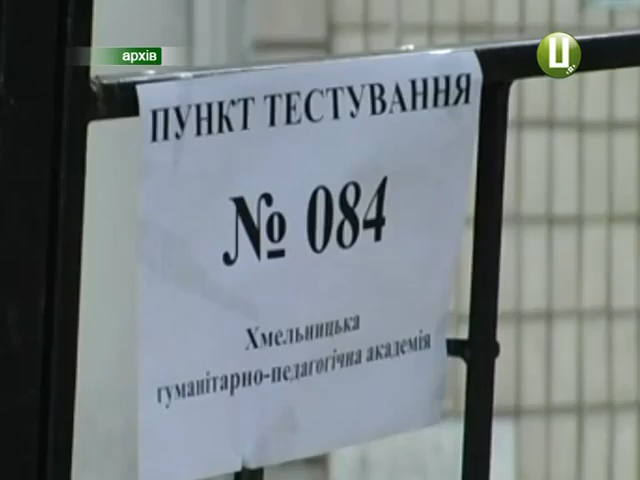 архів
Ц
ПУНКТ ТЕСТУВАННЯ
№ 084
Хмельницька
гуманітарно-педагогічна академія